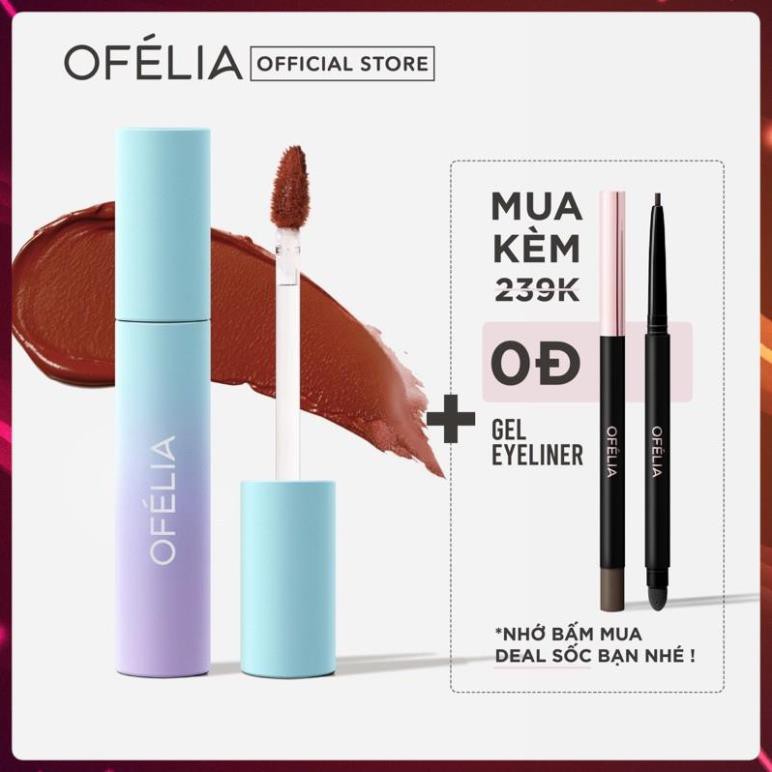 OFÉLIA OFFICIAL STORE
OFÉLIA
MUA
KÈM
239K
0Đ
+
GEL
EYELINER
OFÉLIA
OFÉLIA
*NHỚ BẤM MUA
DEAL SỐC BẠN NHÉ !